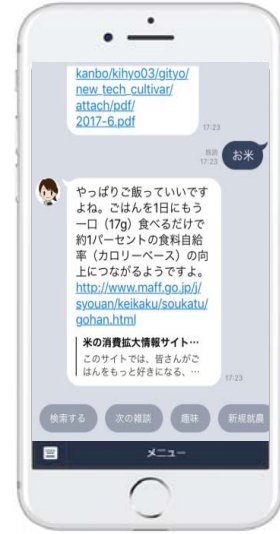 kanbo/kihyo03/gityo/
new_tech_cultivar/
attach/pdf/
2017-6.pdf
17:23
既読
17:23
お米
やっぱりご飯っていいです
よね。ごはんを1日にもう
一口（17g）食べるだけで
約1パーセントの食料自給
率（カロリーベース）の向
上につながるようですよ。
http://www.maff.go.jp/j/
syouan/keikaku/soukatu/
gohan.html
米の消費拡大情報サイト…
このサイトでは、皆さんがご
はんをもっと好きになる、…
17:23
検索する
次の雑談
趣味
新規就農
メニュー